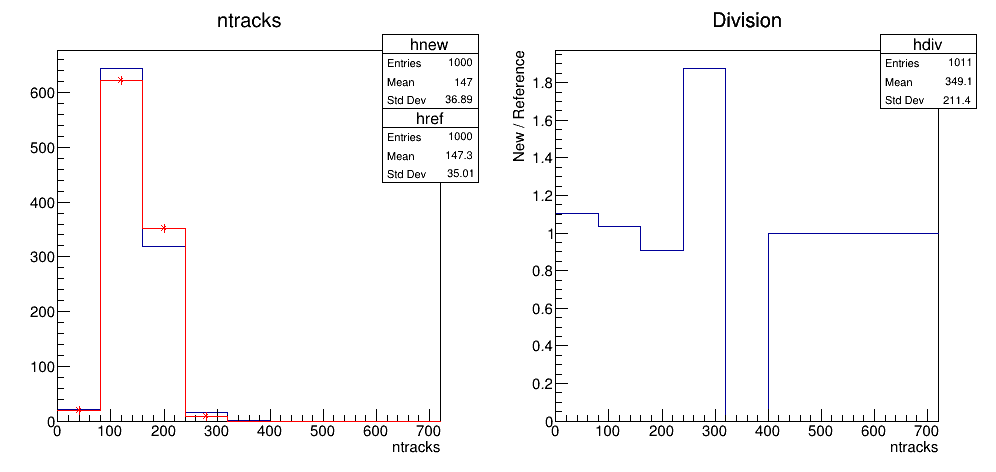 ntracks
hnew
Entries 1000
Mean 147
Std Dev 36.89
href
Entries 1000
Mean 147.3
Std Dev 35.01
600
500
400
300
200
100
0
0 100 200 300 400 500 600 700
ntracks
Division
hdiv
Entries 1011
Mean 349.1
Std Dev 211.4
New / Reference
1.8
1.6
1.4
1.2
1
0.8
0.6
0.4
0.2
0
0 100 200 300 400 500 600 700
ntracks